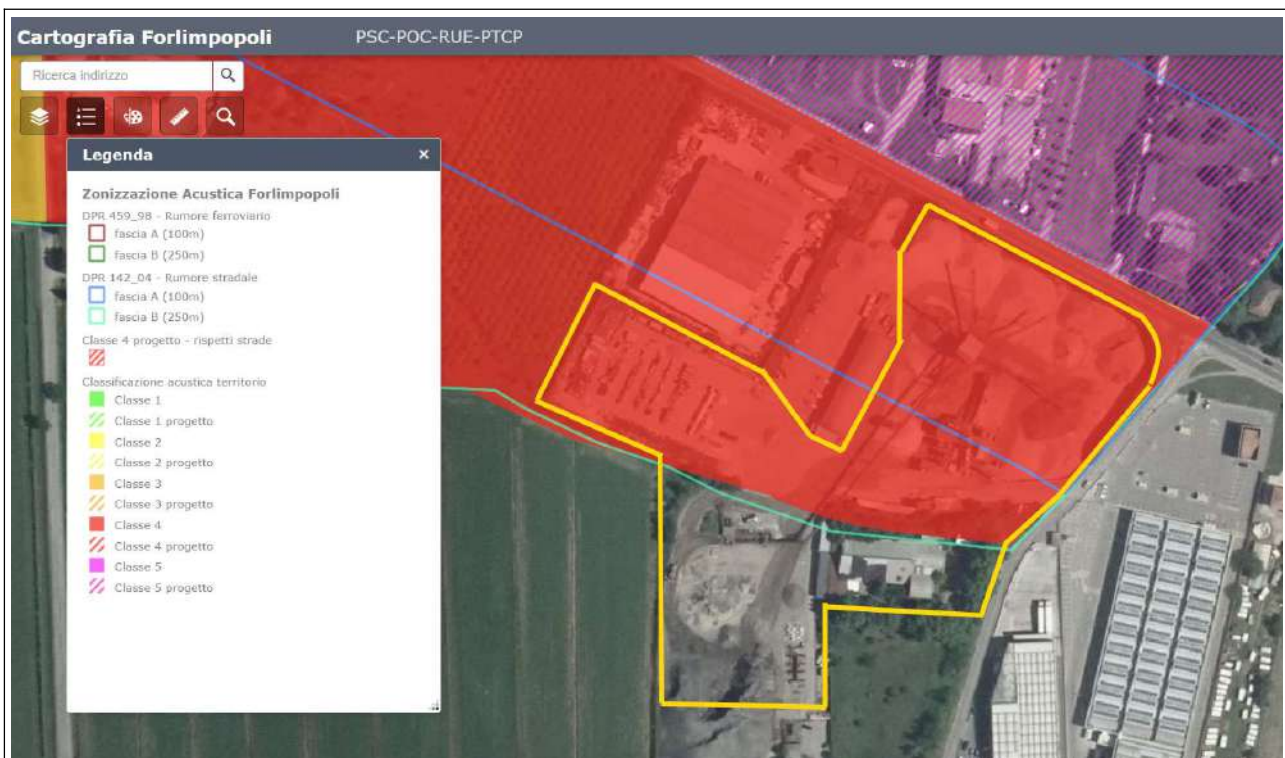 Cartografia Forlimpopoli PSC-POC-RUE-PTCP
Ricerca indirizzo
Legenda ×
Zonizzazione Acustica Forlimpopoli
DPR 459_98 - Rumore ferroviario
fascia A (100m)
fascia B (250m)
DPR 142_04 - Rumore stradale
fascia A (100m)
fascia B (250m)
Classe 4 progetto - rispetti strade
Classificazione acustica territorio
Classe 1
Classe 1 progetto
Classe 2
Classe 2 progetto
Classe 3
Classe 3 progetto
Classe 4
Classe 4 progetto
Classe 5
Classe 5 progetto